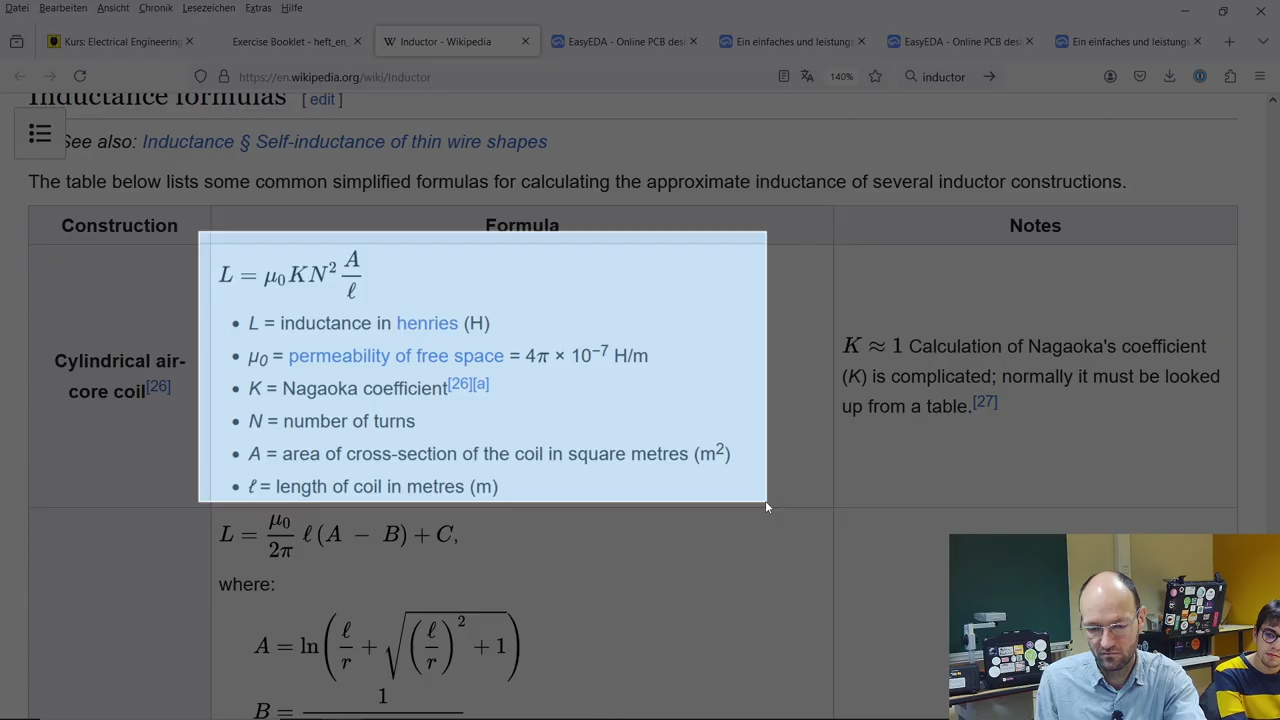 Datei Bearbeiten Ansicht Chronik Lesezeichen Extras Hilfe
Kurs: Electrical Engineering Exercise Booklet - heft_en_ Inductor - Wikipedia EasyEDA - Online PCB des Ein einfaches und leistungs EasyEDA - Online PCB des Ein einfaches und leistungs
https://en.wikipedia.org/wiki/Inductor 140% inductor
Inductance formulas [ edit ]
See also: Inductance § Self-inductance of thin wire shapes
The table below lists some common simplified formulas for calculating the approximate inductance of several inductor constructions.
Construction Formula Notes
L = μ₀KN² A/ℓ
• L = inductance in henries (H)
• μ₀ = permeability of free space = 4π × 10⁻⁷ H/m
• K = Nagaoka coefficient[26][a]
• N = number of turns
• A = area of cross-section of the coil in square metres (m²)
• ℓ = length of coil in metres (m)
Cylindrical air-
core coil[26]
K ≈ 1 Calculation of Nagaoka's coefficient
(K) is complicated; normally it must be looked
up from a table.[27]
L = μ₀/2π ℓ(A − B) + C,
where:
A = ln(ℓ/r + √((ℓ/r)² + 1))
B = 1